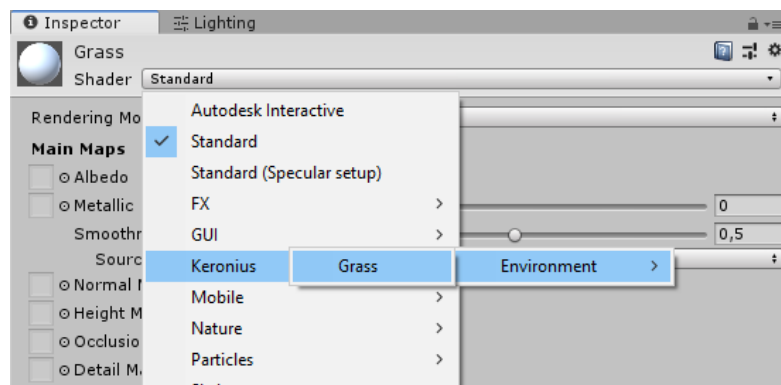 Inspector
Lighting
Grass
Shader Standard
Autodesk Interactive
Rendering Mo
Standard
Main Maps
Standard (Specular setup)
Albedo
FX
Metallic
0
GUI
Smoothr
0,5
Sourc
Keronius
Grass
Environment
Normal
Mobile
Height M
Nature
Occlusio
Particles
Detail M